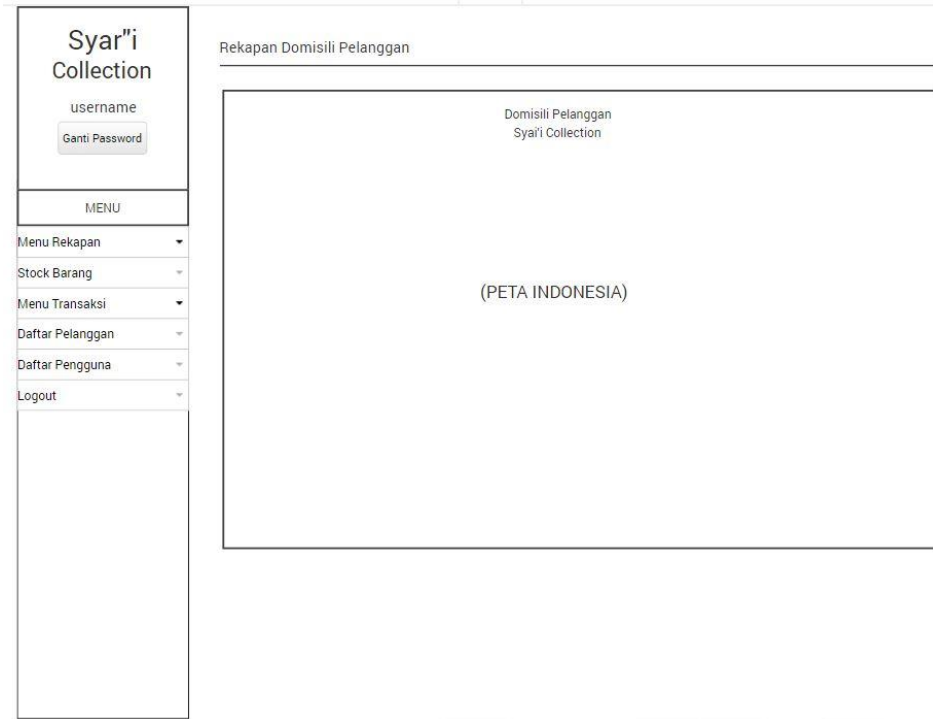 Syar"i
Collection
username
Ganti Password
MENU
Menu Rekapan
Stock Barang
Menu Transaksi
Daftar Pelanggan
Daftar Pengguna
Logout
Rekapan Domisili Pelanggan
Domisili Pelanggan
Syai'i Collection
(PETA INDONESIA)